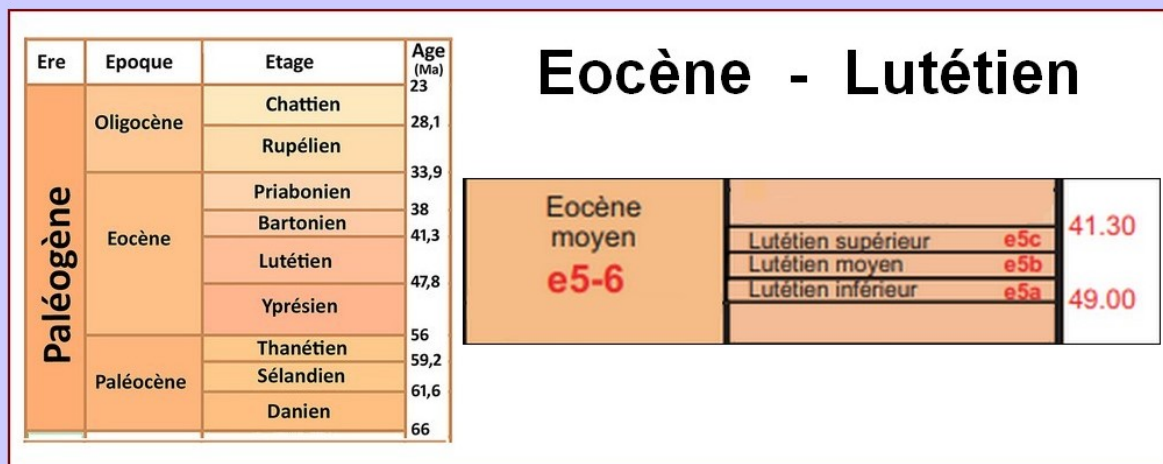 Eocène - Lutétien
Ere Epoque Etage Age
(Ma)
23
Chattien
Oligocène
28,1
Rupélien
33,9
Priabonien
38
Bartonien
Eocène
41,3
Lutétien
47,8
Yprésien
Paléogène
56
Thanétien
59,2
Paléocène
Sélandien
61,6
Danien
66
Eocène
moyen
e5-6
Lutétien supérieur e5c
Lutétien moyen e5b
Lutétien inférieur e5a
41.30
49.00